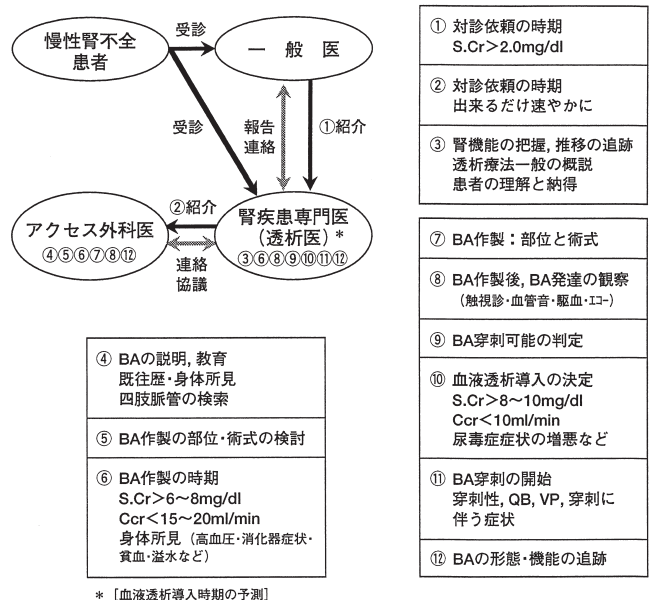 慢性腎不全
患者
受診
一般医
受診
報告
連絡
①紹介
②紹介
アクセス外科医
④⑤⑥⑦⑧⑫
連絡
協議
腎疾患専門医
(透析医)*
③⑥⑧⑨⑩⑪⑫
① 対診依頼の時期
S.Cr>2.0mg/dl
② 対診依頼の時期
出来るだけ速やかに
③ 腎機能の把握, 推移の追跡
透析療法一般の概説
患者の理解と納得
④ BAの説明, 教育
既往歴・身体所見
四肢脈管の検索
⑤ BA作製の部位・術式の検討
⑥ BA作製の時期
S.Cr>6〜8mg/dl
Ccr<15〜20ml/min
身体所見(高血圧・消化器症状・
貧血・溢水など)
⑦ BA作製:部位と術式
⑧ BA作製後, BA発達の観察
(触視診・血管音・駆血・エコー)
⑨ BA穿刺可能の判定
⑩ 血液透析導入の決定
S.Cr>8〜10mg/dl
Ccr<10ml/min
尿毒症症状の増悪など
⑪ BA穿刺の開始
穿刺性, QB, VP, 穿刺に
伴う症状
⑫ BAの形態・機能の追跡
* [血液透析導入時期の予測]